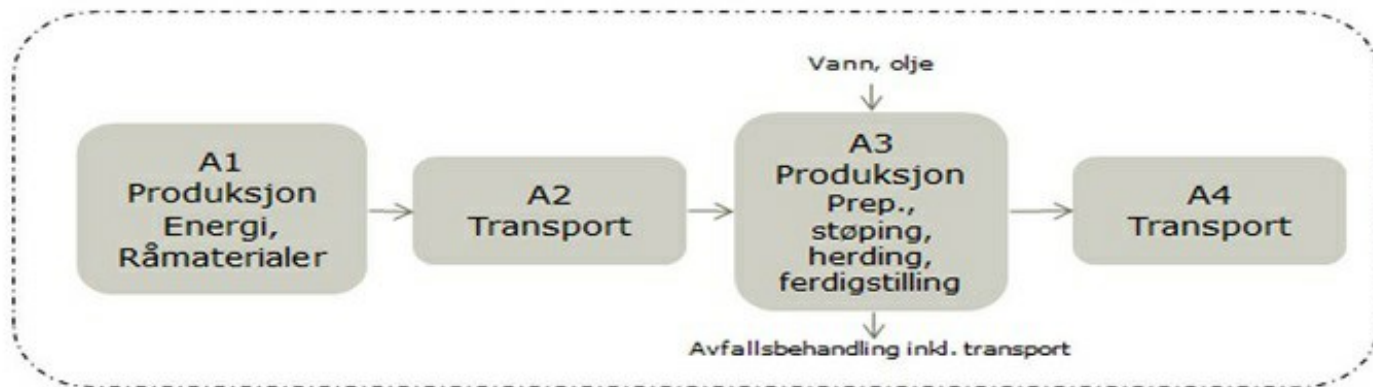 A1
Produksjon
Energi,
Råmaterialer
A2
Transport
Vann, olje
A3
Produksjon
Prep.,
støping,
herding,
ferdigstilling
Avfallsbehandling inkl. transport
A4
Transport